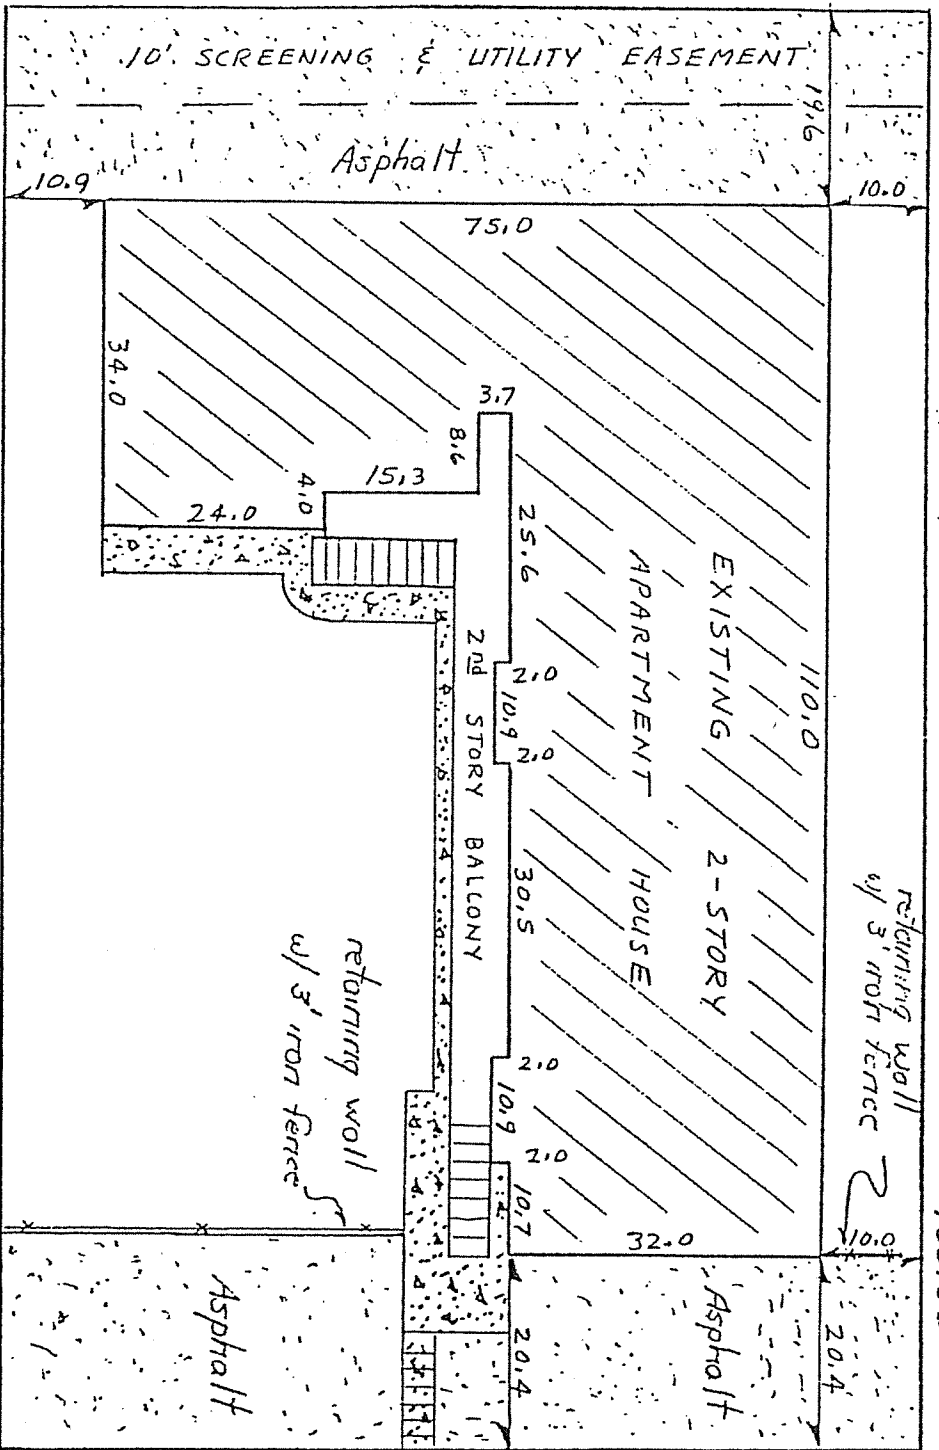 10' SCREENING & UTILITY EASEMENT
19.6
Asphalt
10.9
10.0
75.0
34.0
3.7
8.6
15.3
4.0
24.0
25.6
2.0
10.9
2.0
30.5
2.0
10.9
2.0
10.7
110.0
EXISTING 2-STORY
APARTMENT HOUSE
2nd STORY BALCONY
retaining wall
w/ 3' iron fence
retaining wall
w/ 3' iron fence
32.0
10.0
20.4
20.4
Asphalt
Asphalt